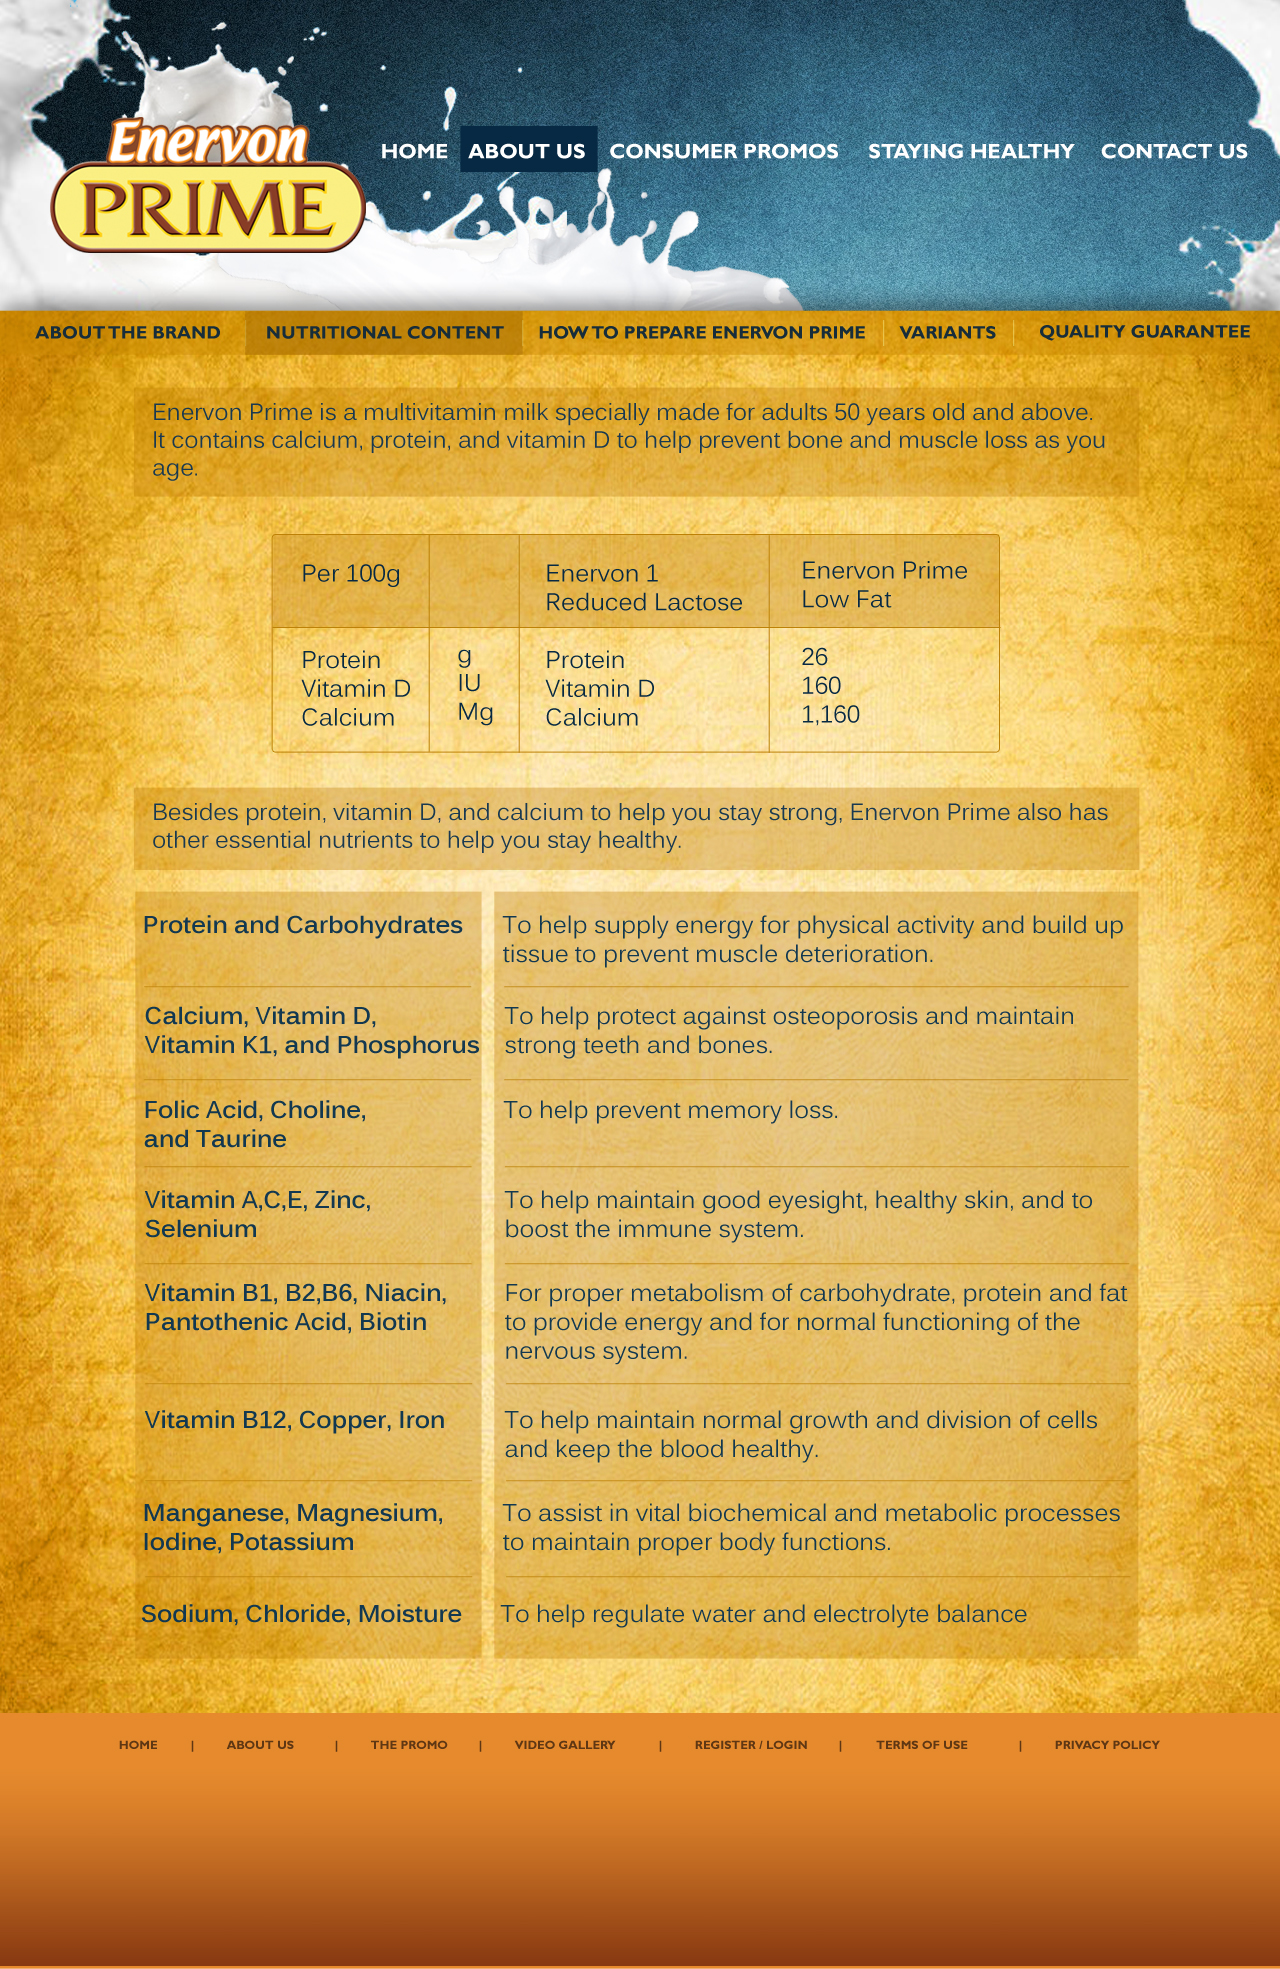 Enervon
PRIME
HOME ABOUT US CONSUMER PROMOS STAYING HEALTHY CONTACT US
ABOUT THE BRAND NUTRITIONAL CONTENT HOW TO PREPARE ENERVON PRIME VARIANTS QUALITY GUARANTEE
Enervon Prime is a multivitamin milk specially made for adults 50 years old and above.
It contains calcium, protein, and vitamin D to help prevent bone and muscle loss as you
age.
Per 100g
Enervon 1
Reduced Lactose
Enervon Prime
Low Fat
Protein
Vitamin D
Calcium
g
IU
Mg
Protein
Vitamin D
Calcium
26
160
1,160
Besides protein, vitamin D, and calcium to help you stay strong, Enervon Prime also has
other essential nutrients to help you stay healthy.
Protein and Carbohydrates
To help supply energy for physical activity and build up
tissue to prevent muscle deterioration.
Calcium, Vitamin D,
Vitamin K1, and Phosphorus
To help protect against osteoporosis and maintain
strong teeth and bones.
Folic Acid, Choline,
and Taurine
To help prevent memory loss.
Vitamin A,C,E, Zinc,
Selenium
To help maintain good eyesight, healthy skin, and to
boost the immune system.
Vitamin B1, B2,B6, Niacin,
Pantothenic Acid, Biotin
For proper metabolism of carbohydrate, protein and fat
to provide energy and for normal functioning of the
nervous system.
Vitamin B12, Copper, Iron
To help maintain normal growth and division of cells
and keep the blood healthy.
Manganese, Magnesium,
Iodine, Potassium
To assist in vital biochemical and metabolic processes
to maintain proper body functions.
Sodium, Chloride, Moisture
To help regulate water and electrolyte balance
HOME | ABOUT US | THE PROMO | VIDEO GALLERY | REGISTER / LOGIN | TERMS OF USE | PRIVACY POLICY